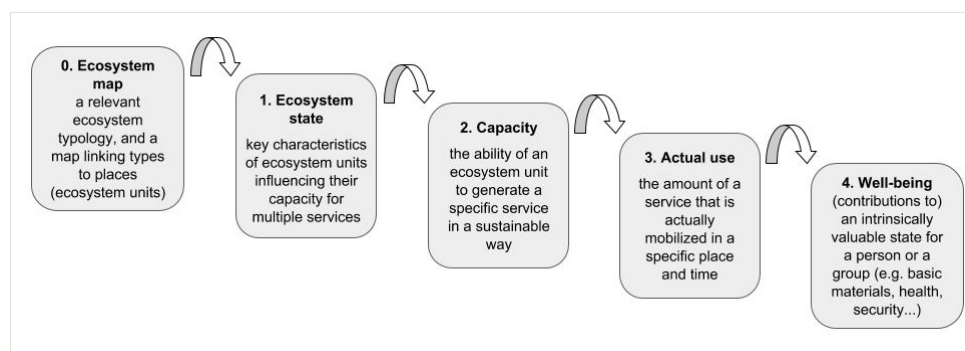 0. Ecosystem
map
a relevant
ecosystem
typology, and a
map linking types
to places
(ecosystem units)
1. Ecosystem
state
key characteristics
of ecosystem units
influencing their
capacity for
multiple services
2. Capacity
the ability of an
ecosystem unit
to generate a
specific service
in a sustainable
way
3. Actual use
the amount of a
service that is
actually
mobilized in a
specific place
and time
4. Well-being
(contributions to)
an intrinsically
valuable state for
a person or a
group (e.g. basic
materials, health,
security...)